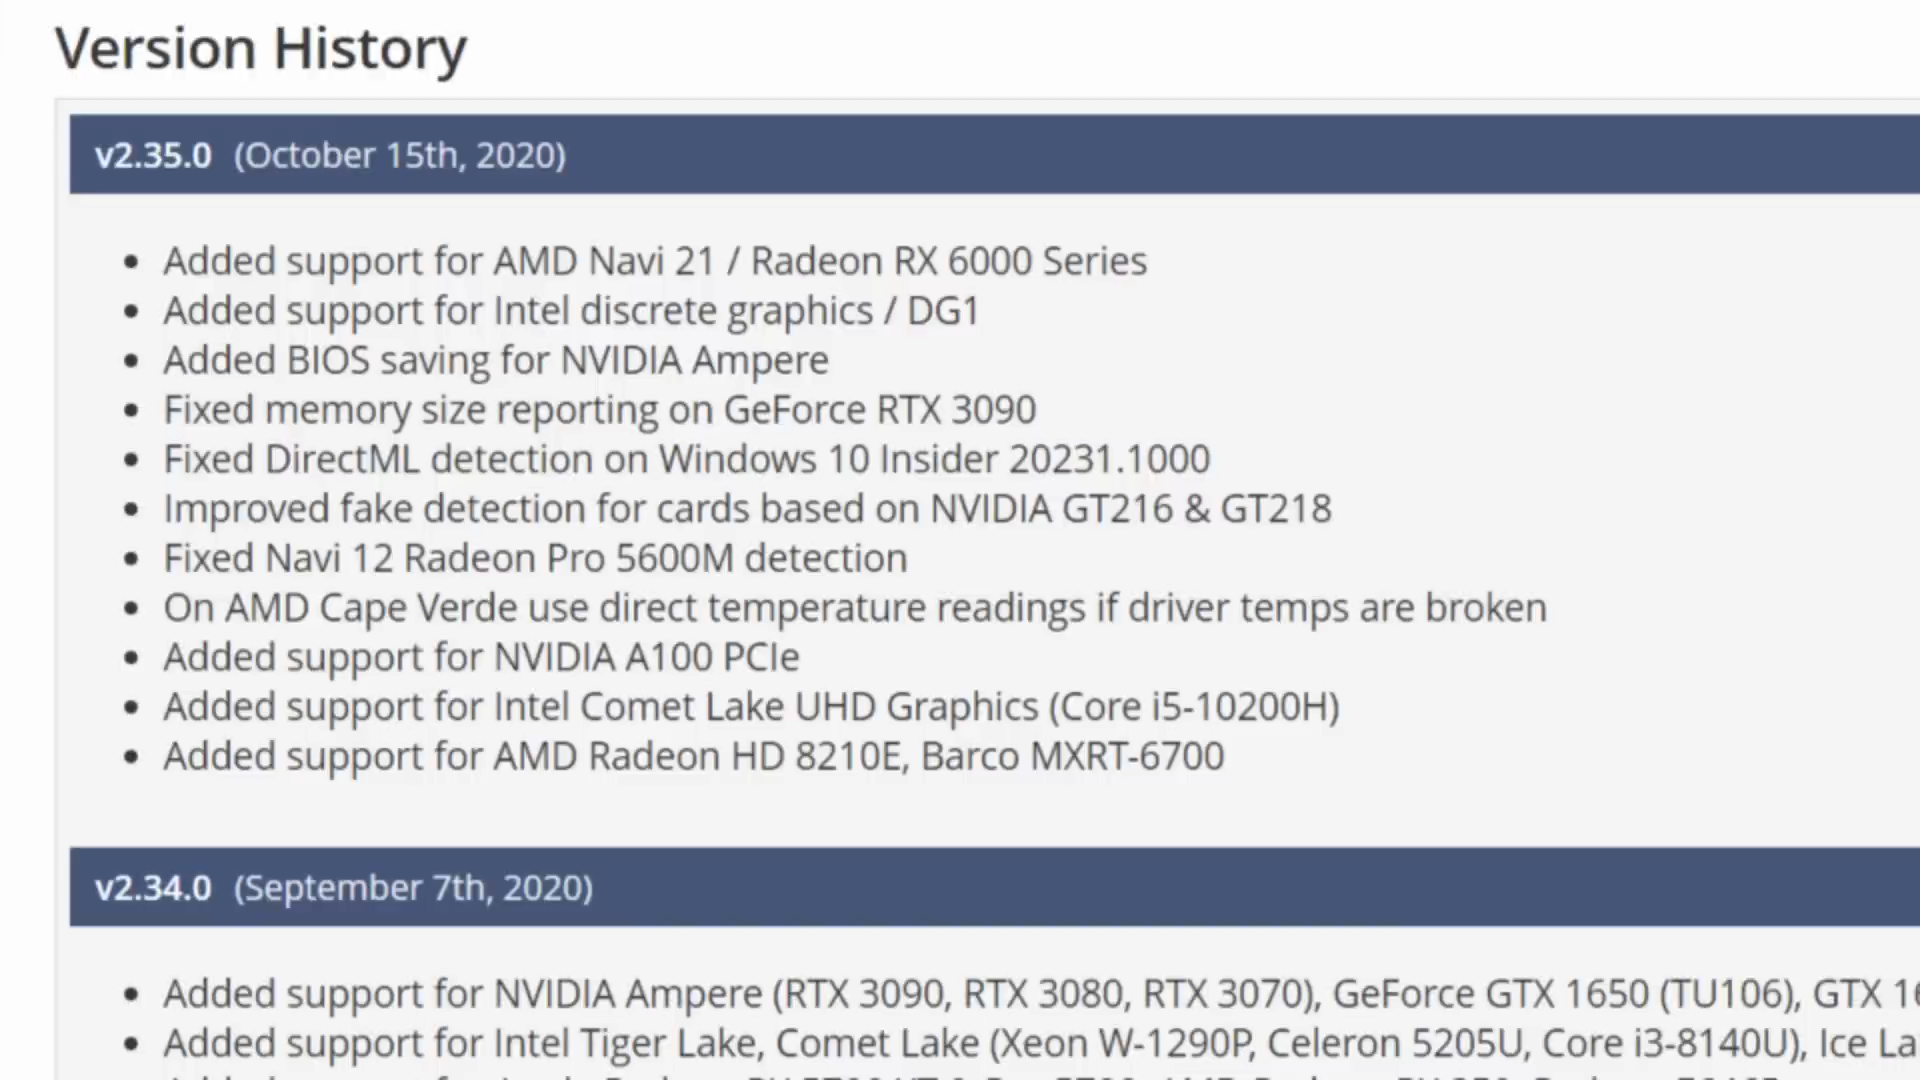 Version History
v2.35.0 (October 15th, 2020)
• Added support for AMD Navi 21 / Radeon RX 6000 Series
• Added support for Intel discrete graphics / DG1
• Added BIOS saving for NVIDIA Ampere
• Fixed memory size reporting on GeForce RTX 3090
• Fixed DirectML detection on Windows 10 Insider 20231.1000
• Improved fake detection for cards based on NVIDIA GT216 & GT218
• Fixed Navi 12 Radeon Pro 5600M detection
• On AMD Cape Verde use direct temperature readings if driver temps are broken
• Added support for NVIDIA A100 PCIe
• Added support for Intel Comet Lake UHD Graphics (Core i5-10200H)
• Added support for AMD Radeon HD 8210E, Barco MXRT-6700
v2.34.0 (September 7th, 2020)
• Added support for NVIDIA Ampere (RTX 3090, RTX 3080, RTX 3070), GeForce GTX 1650 (TU106), GTX
• Added support for Intel Tiger Lake, Comet Lake (Xeon W-1290P, Celeron 5205U, Core i3-8140U), Ice